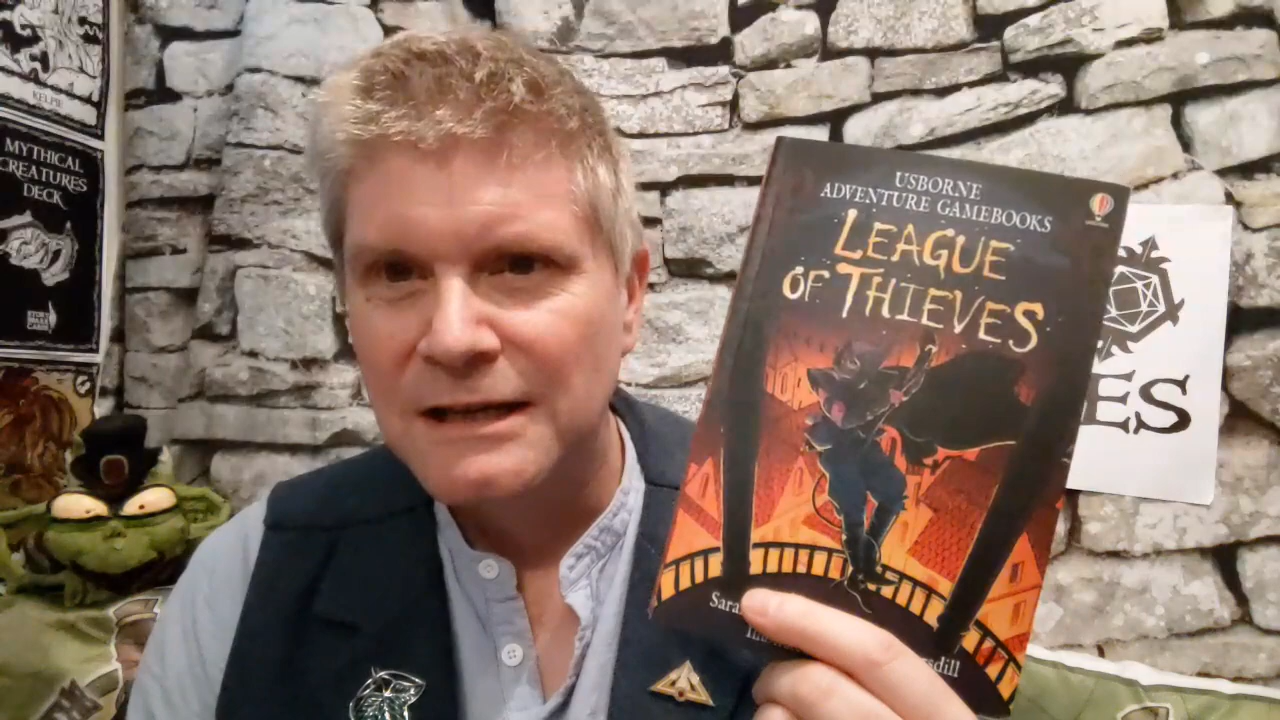 KELPIE
MYTHICAL
CREATURES
DECK
USBORNE
ADVENTURE GAMEBOOKS
LEAGUE
OF THIEVES
ES